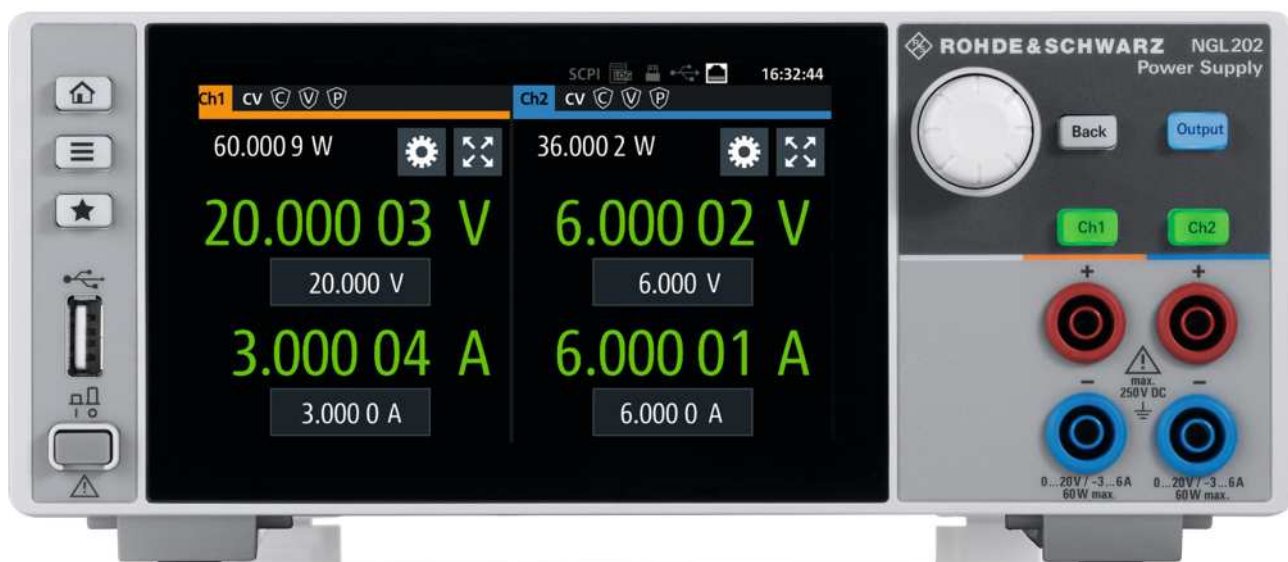 ROHDE&SCHWARZ NGL202
Power Supply
SCPI LOG 16:32:44
Ch1 CV C V P
Ch2 CV C V P
60.000 9 W
36.000 2 W
20.000 03 V
6.000 02 V
20.000 V
6.000 V
3.000 04 A
6.000 01 A
3.000 0 A
6.000 0 A
Back
Output
Ch1
Ch2
+ +
max.
250V DC
- -
0...20V / -3...6A
60W max.
0...20V / -3...6A
60W max.
I O